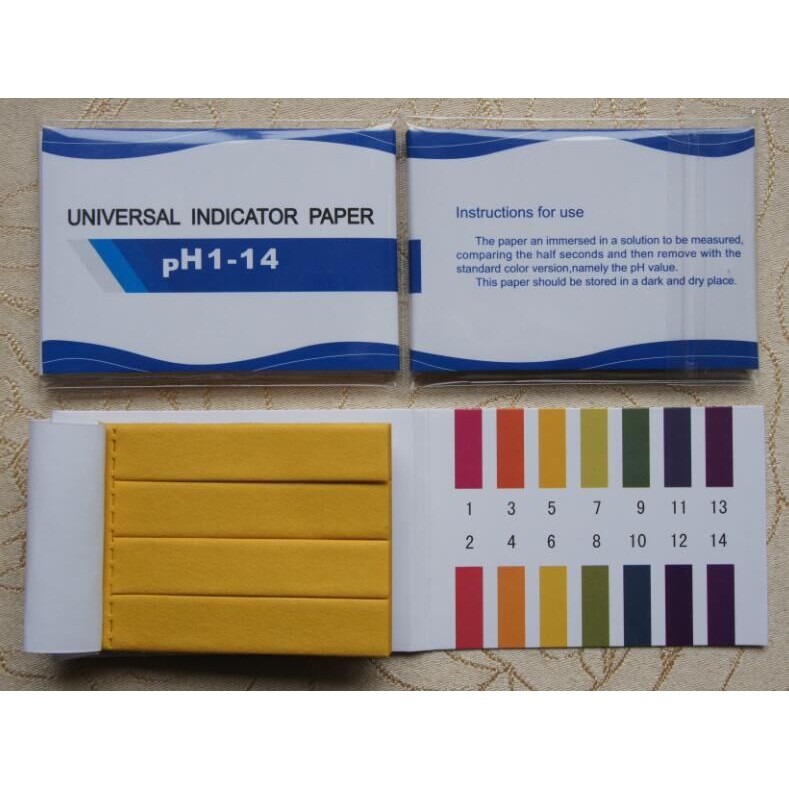 UNIVERSAL INDICATOR PAPER
pH1-14
Instructions for use
The paper an immersed in a solution to be measured,
comparing the half seconds and then remove with the
standard color version,namely the pH value.
This paper should be stored in a dark and dry place.
1 3 5 7 9 11 13
2 4 6 8 10 12 14